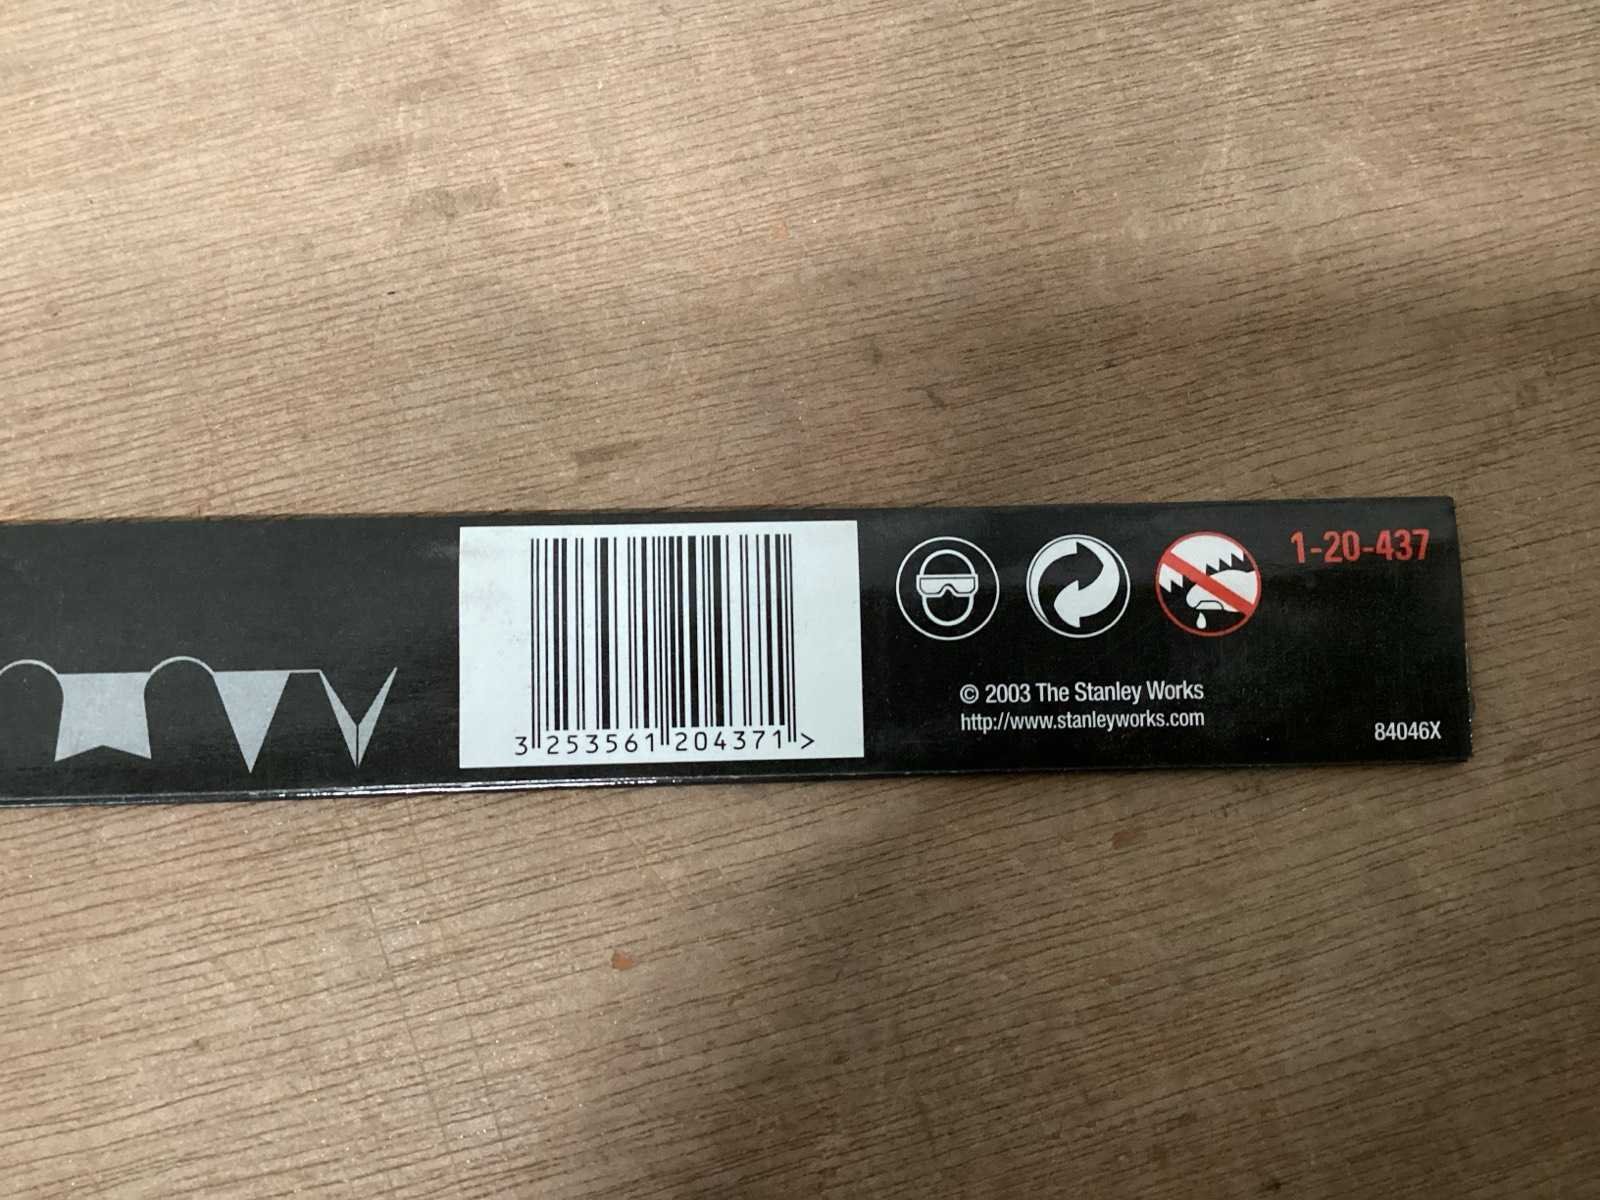 3 253561 204371 >
1-20-437
© 2003 The Stanley Works
http://www.stanleyworks.com
84046X